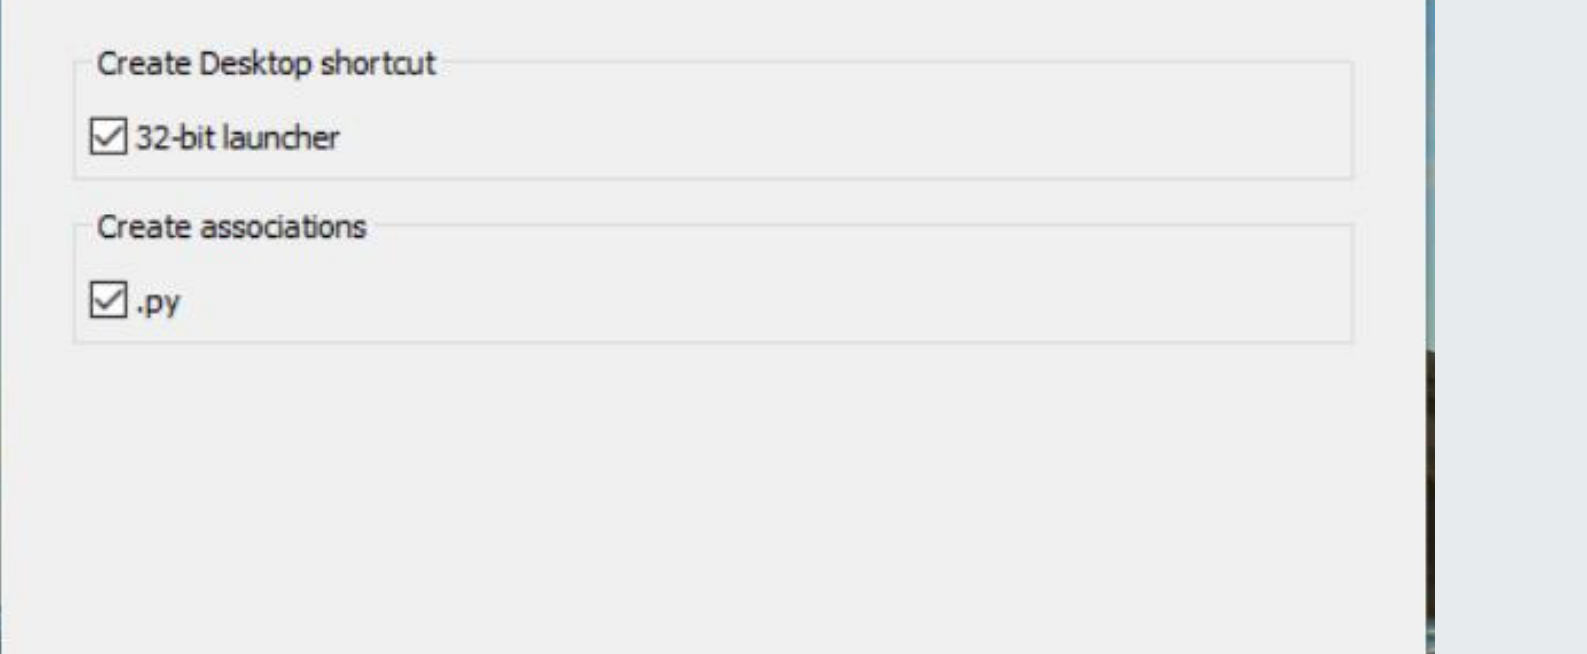 Create Desktop shortcut
32-bit launcher
Create associations
.py